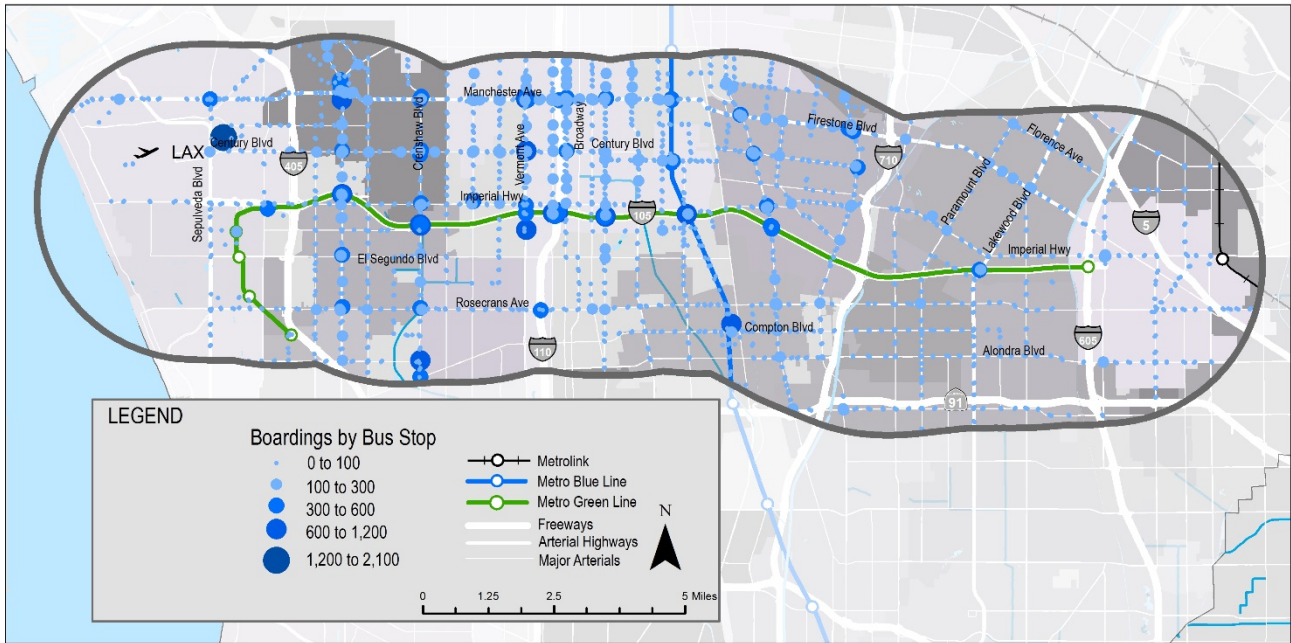 Manchester Ave
Firestone Blvd
Florence Ave
Century Blvd
LAX
405
Crenshaw Blvd
Vermont Ave
Broadway
Century Blvd
710
Paramount Blvd
Lakewood Blvd
Sepulveda Blvd
Imperial Hwy
105
5
Imperial Hwy
El Segundo Blvd
Rosecrans Ave
Compton Blvd
110
605
Alondra Blvd
91
LEGEND
Boardings by Bus Stop
0 to 100
100 to 300
300 to 600
600 to 1,200
1,200 to 2,100
Metrolink
Metro Blue Line
Metro Green Line
Freeways
Arterial Highways
Major Arterials
N
0 1.25 2.5 5 Miles